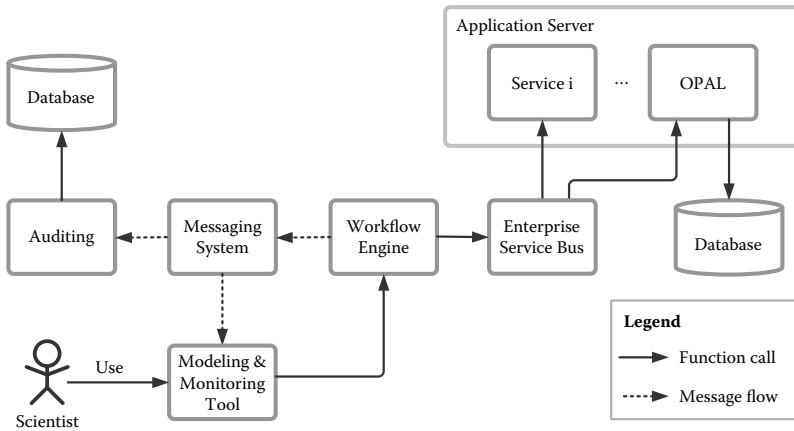 Application Server
Service i
...
OPAL
Database
Auditing
Messaging
System
Workflow
Engine
Enterprise
Service Bus
Database
Use
Modeling &
Monitoring
Tool
Scientist
Legend
Function call
Message flow